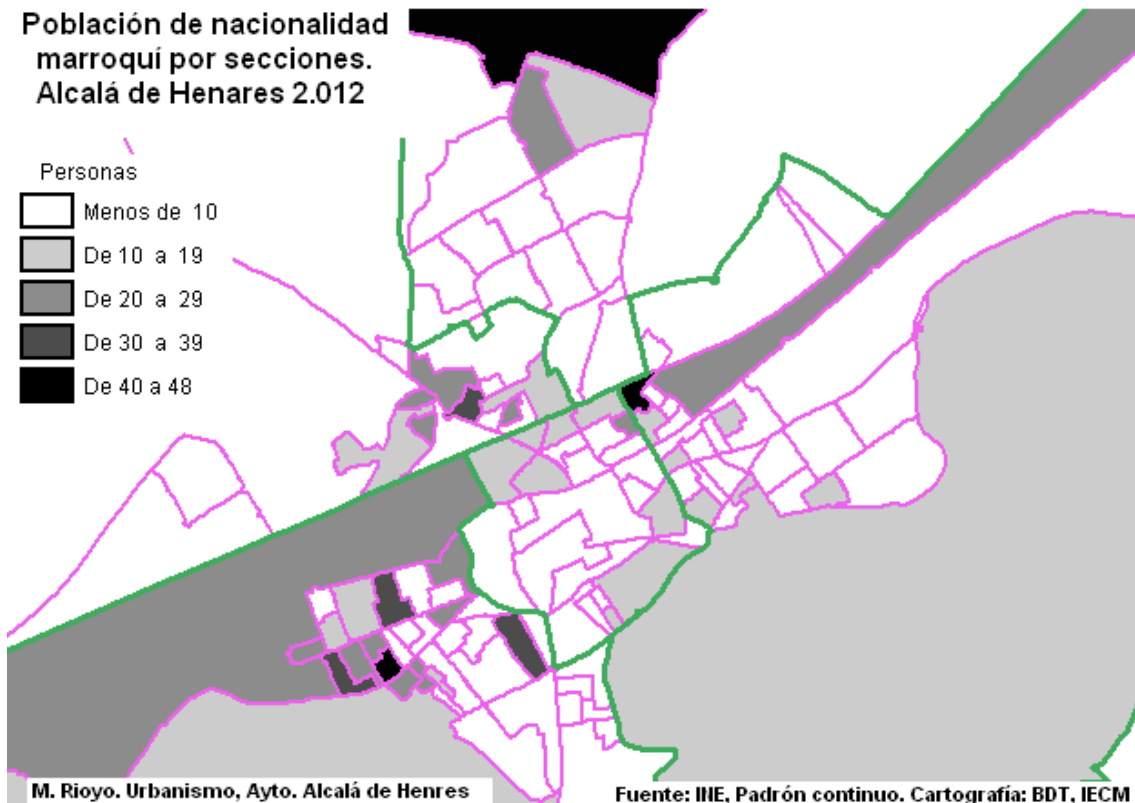 Población de nacionalidad
marroquí por secciones.
Alcalá de Henares 2.012
Personas
Menos de 10
De 10 a 19
De 20 a 29
De 30 a 39
De 40 a 48
M. Rioyo. Urbanismo, Ayto. Alcalá de Henres
Fuente: INE, Padrón continuo. Cartografía: BDT, IECM